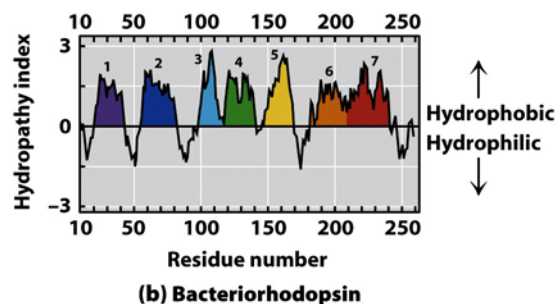 10 50 100 150 200 250
3
1 2 3 4 5 6 7
Hydropathy index
0
Hydrophobic
Hydrophilic
–3
10 50 100 150 200 250
Residue number
(b) Bacteriorhodopsin